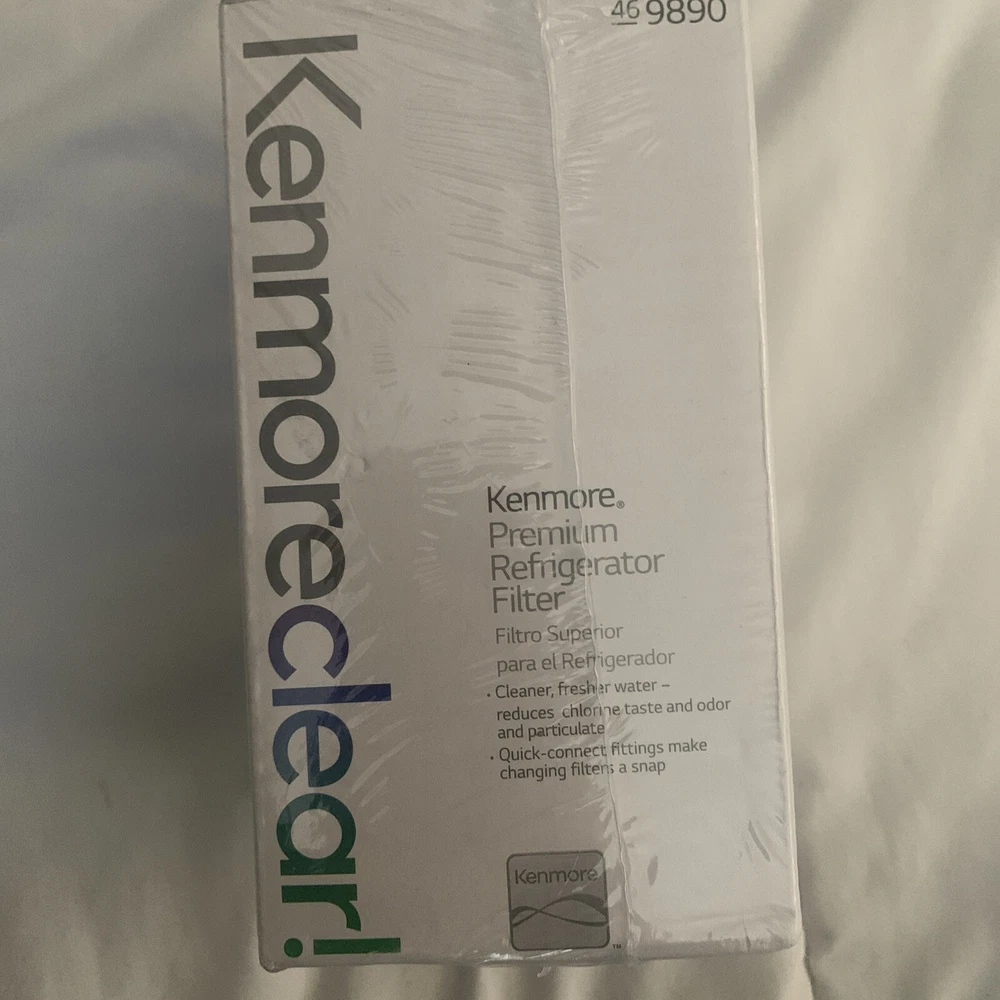 46 9890
Kenmoreclear!
Kenmore®
Premium
Refrigerator
Filter
Filtro Superior
para el Refrigerador
· Cleaner, fresher water –
reduces chlorine taste and odor
and particulate
· Quick-connect fittings make
changing filters a snap
Kenmore
™